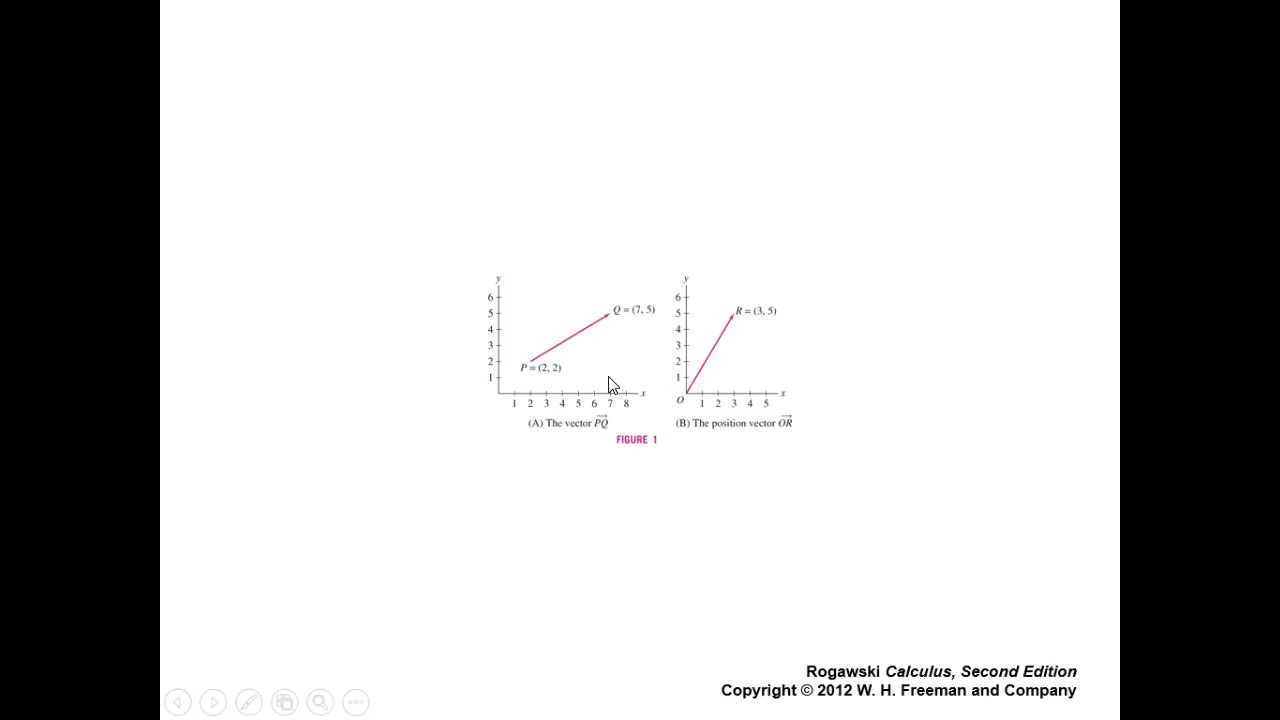 y
6
5
4
3
2
1
Q = (7, 5)
P = (2, 2)
1 2 3 4 5 6 7 8
x
(A) The vector PQ
y
6
5
4
3
2
1
R = (3, 5)
O
1 2 3 4 5
x
(B) The position vector OR
FIGURE 1
Rogawski Calculus, Second Edition
Copyright © 2012 W. H. Freeman and Company